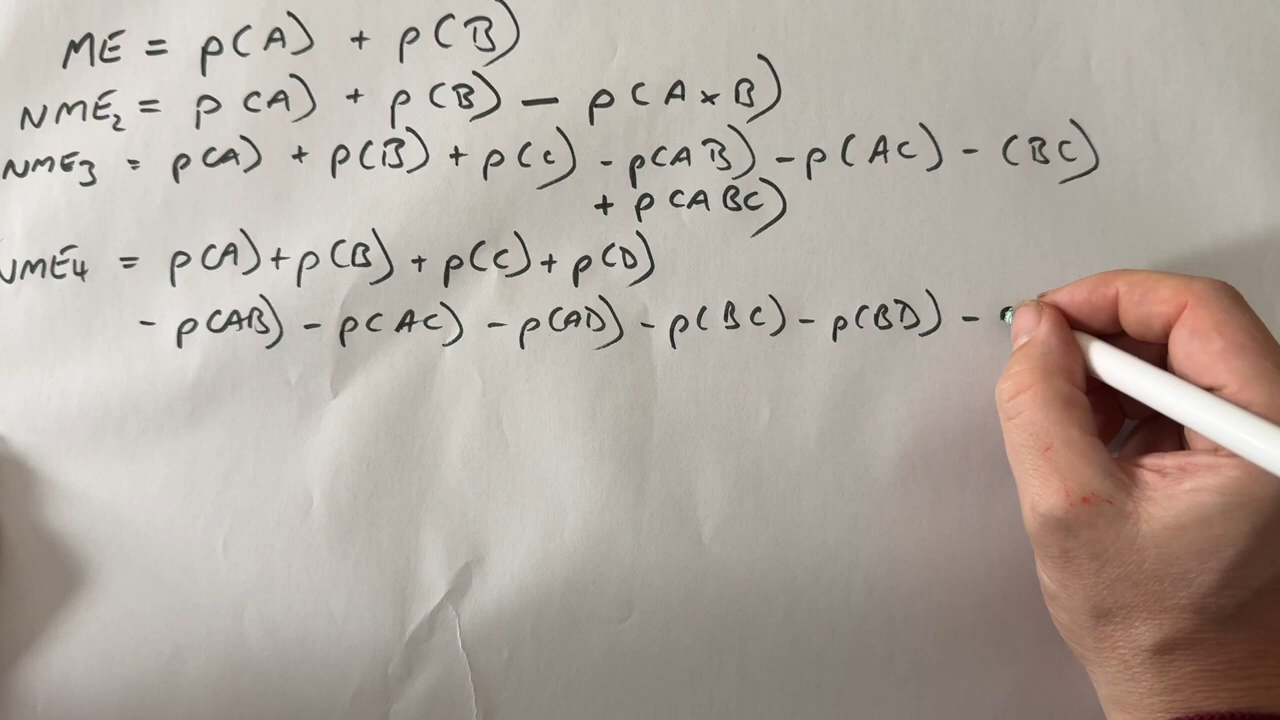 ME = p(A) + p(B)
NME₂ = p(A) + p(B) - p(A×B)
NME₃ = p(A) + p(B) + p(C) - p(AB) - p(AC) - (BC)
+ p(ABC)
NME₄ = p(A)+p(B)+p(C)+p(D)
- p(AB) - p(AC) - p(AD) - p(BC) - p(BD) -